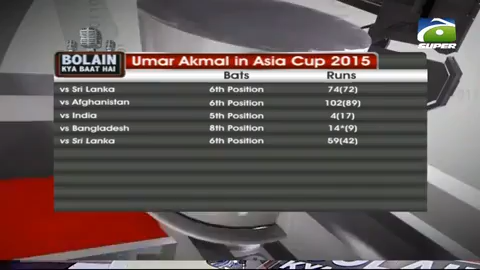 SUPER
BOLAIN
KYA BAAT HAI
Umar Akmal in Asia Cup 2015
Bats Runs
vs Sri Lanka 6th Position 74(72)
vs Afghanistan 6th Position 102(89)
vs India 5th Position 4(17)
vs Bangladesh 8th Position 14*(9)
vs Sri Lanka 6th Position 59(42)